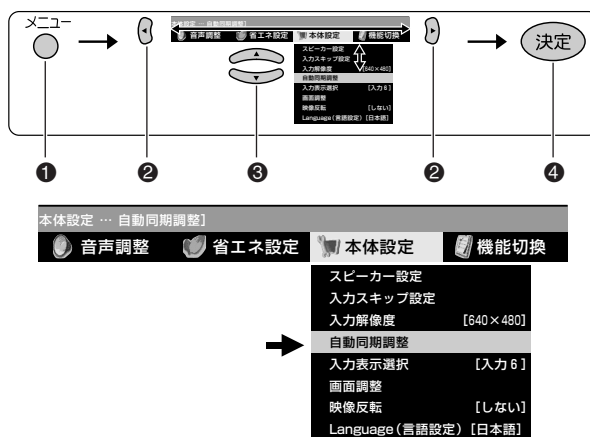 メニュー
本体設定 … 自動同期調整]
音声調整 省エネ設定 本体設定 機能切換
スピーカー設定
入力スキップ設定
入力解像度 [640×480]
自動同期調整
入力表示選択 [入力6]
画面調整
映像反転 [しない]
Language(言語設定) [日本語]
決定
❶ ❷ ❸ ❷ ❹
本体設定 … 自動同期調整]
音声調整 省エネ設定 本体設定 機能切換
スピーカー設定
入力スキップ設定
入力解像度 [640×480]
自動同期調整
入力表示選択 [入力6]
画面調整
映像反転 [しない]
Language(言語設定) [日本語]